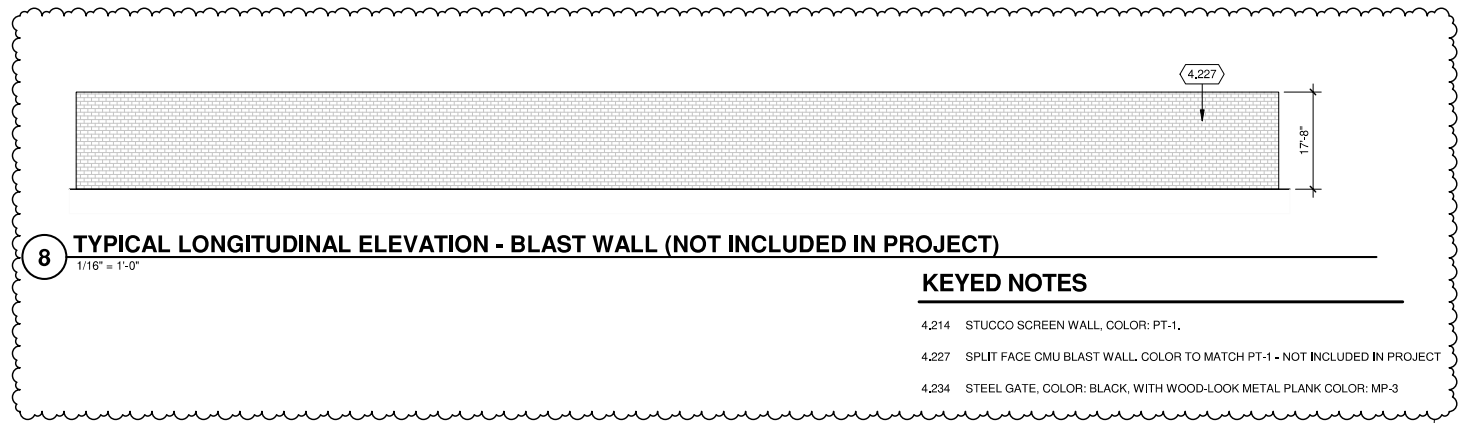 4.227
17'-8"
8
TYPICAL LONGITUDINAL ELEVATION - BLAST WALL (NOT INCLUDED IN PROJECT)
1/16" = 1'-0"
KEYED NOTES
4.214 STUCCO SCREEN WALL, COLOR: PT-1.
4.227 SPLIT FACE CMU BLAST WALL. COLOR TO MATCH PT-1 - NOT INCLUDED IN PROJECT
4.234 STEEL GATE, COLOR: BLACK, WITH WOOD-LOOK METAL PLANK COLOR: MP-3